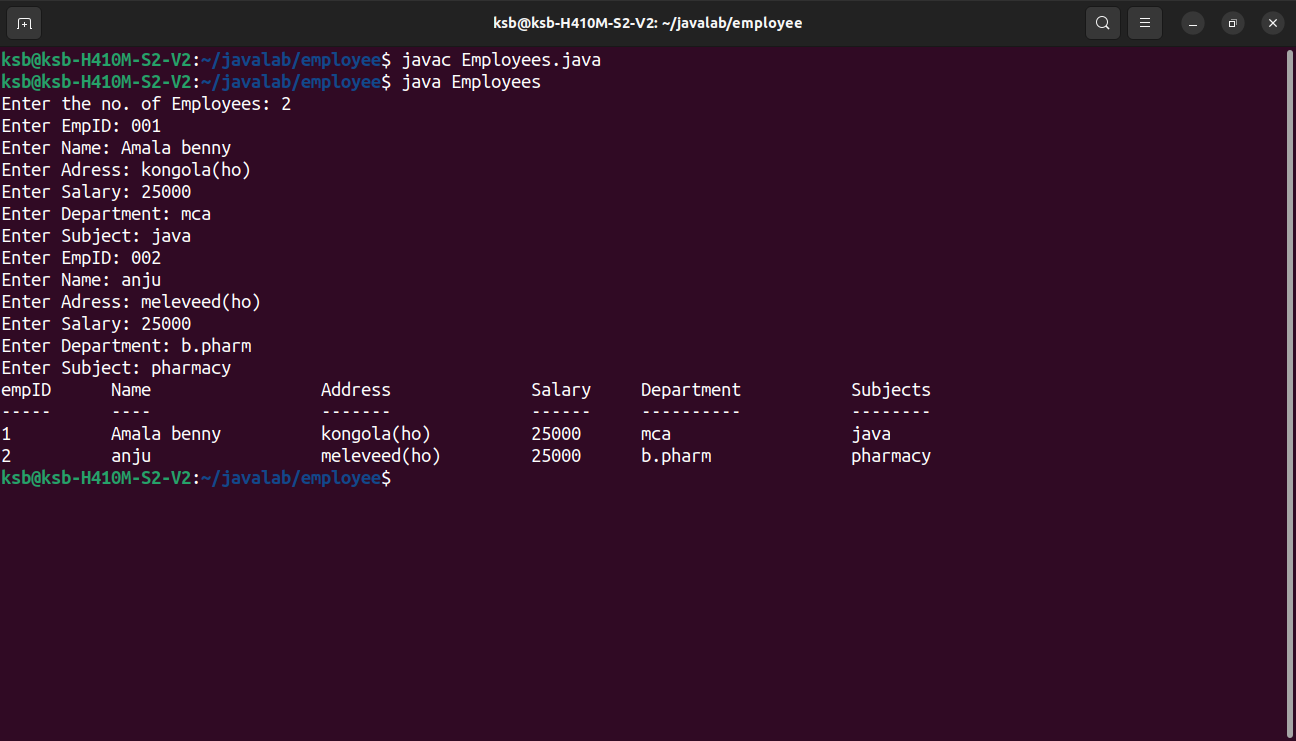 ksb@ksb-H410M-S2-V2: ~/javalab/employee
ksb@ksb-H410M-S2-V2:~/javalab/employee$ javac Employees.java
ksb@ksb-H410M-S2-V2:~/javalab/employee$ java Employees
Enter the no. of Employees: 2
Enter EmpID: 001
Enter Name: Amala benny
Enter Adress: kongola(ho)
Enter Salary: 25000
Enter Department: mca
Enter Subject: java
Enter EmpID: 002
Enter Name: anju
Enter Adress: meleveed(ho)
Enter Salary: 25000
Enter Department: b.pharm
Enter Subject: pharmacy
empID      Name                 Address              Salary     Department           Subjects
-----      ----                 -------              ------     ----------           --------
1          Amala benny          kongola(ho)          25000      mca                  java
2          anju                 meleveed(ho)         25000      b.pharm              pharmacy
ksb@ksb-H410M-S2-V2:~/javalab/employee$